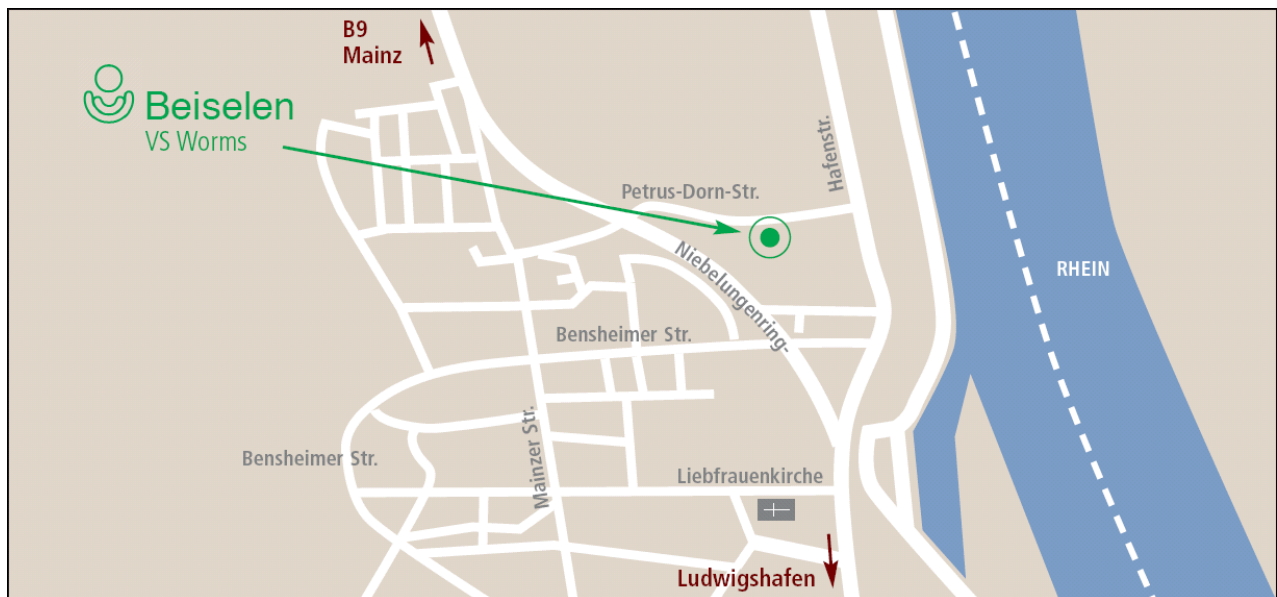 B9
Mainz
Beiselen
VS Worms
Petrus-Dorn-Str.
Hafenstr.
Niebelungenring-
RHEIN
Bensheimer Str.
Mainzer Str.
Bensheimer Str.
Liebfrauenkirche
Ludwigshafen